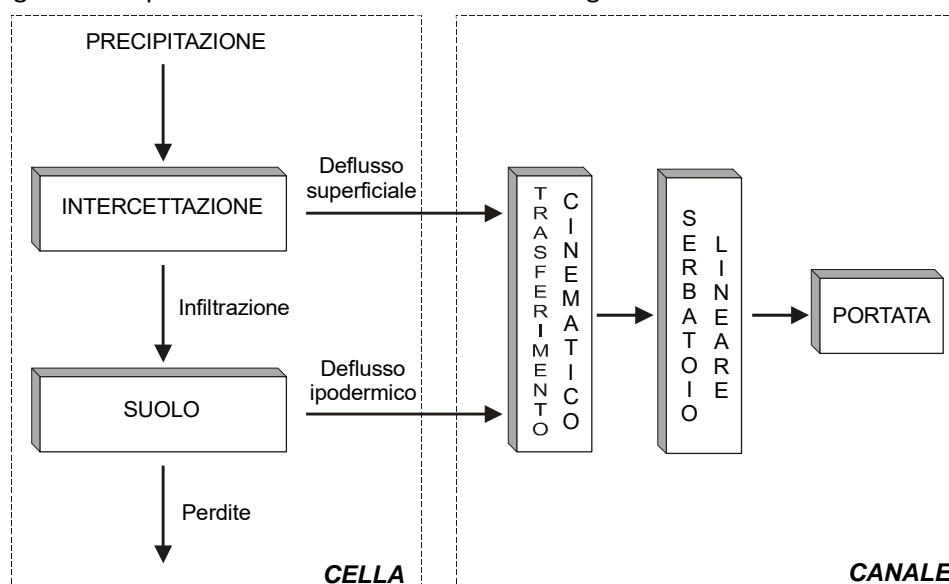 PRECIPITAZIONE
INTERCETTAZIONE
Deflusso
superficiale
Infiltrazione
SUOLO
Deflusso
ipodermico
Perdite
CELLA
TRASFERIMENTO
CINEMATICO
SERBATOIO
LINEARE
PORTATA
CANALE